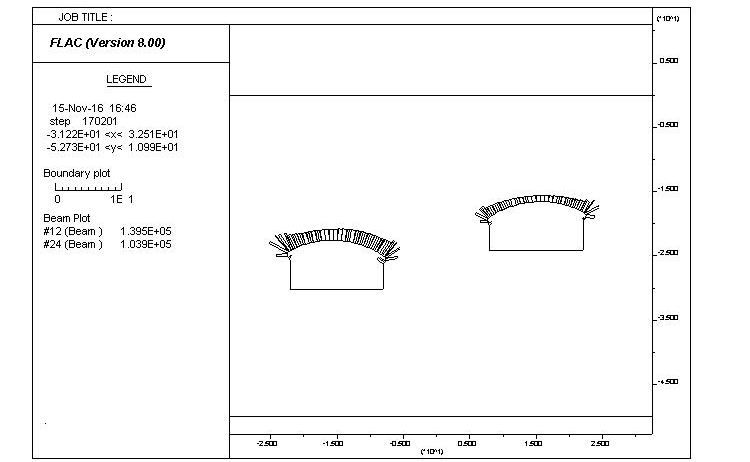 JOB TITLE :
FLAC (Version 8.00)
LEGEND
15-Nov-16 16:46
step 170201
-3.122E+01 <x< 3.251E+01
-5.273E+01 <y< 1.099E+01
Boundary plot
0 1E 1
Beam Plot
#12 (Beam ) 1.395E+05
#24 (Beam ) 1.039E+05
(*10^1)
0.500
-0.500
-1.500
-2.500
-3.500
-4.500
-2.500 -1.500 -0.500 0.500 1.500 2.500
(*10^1)